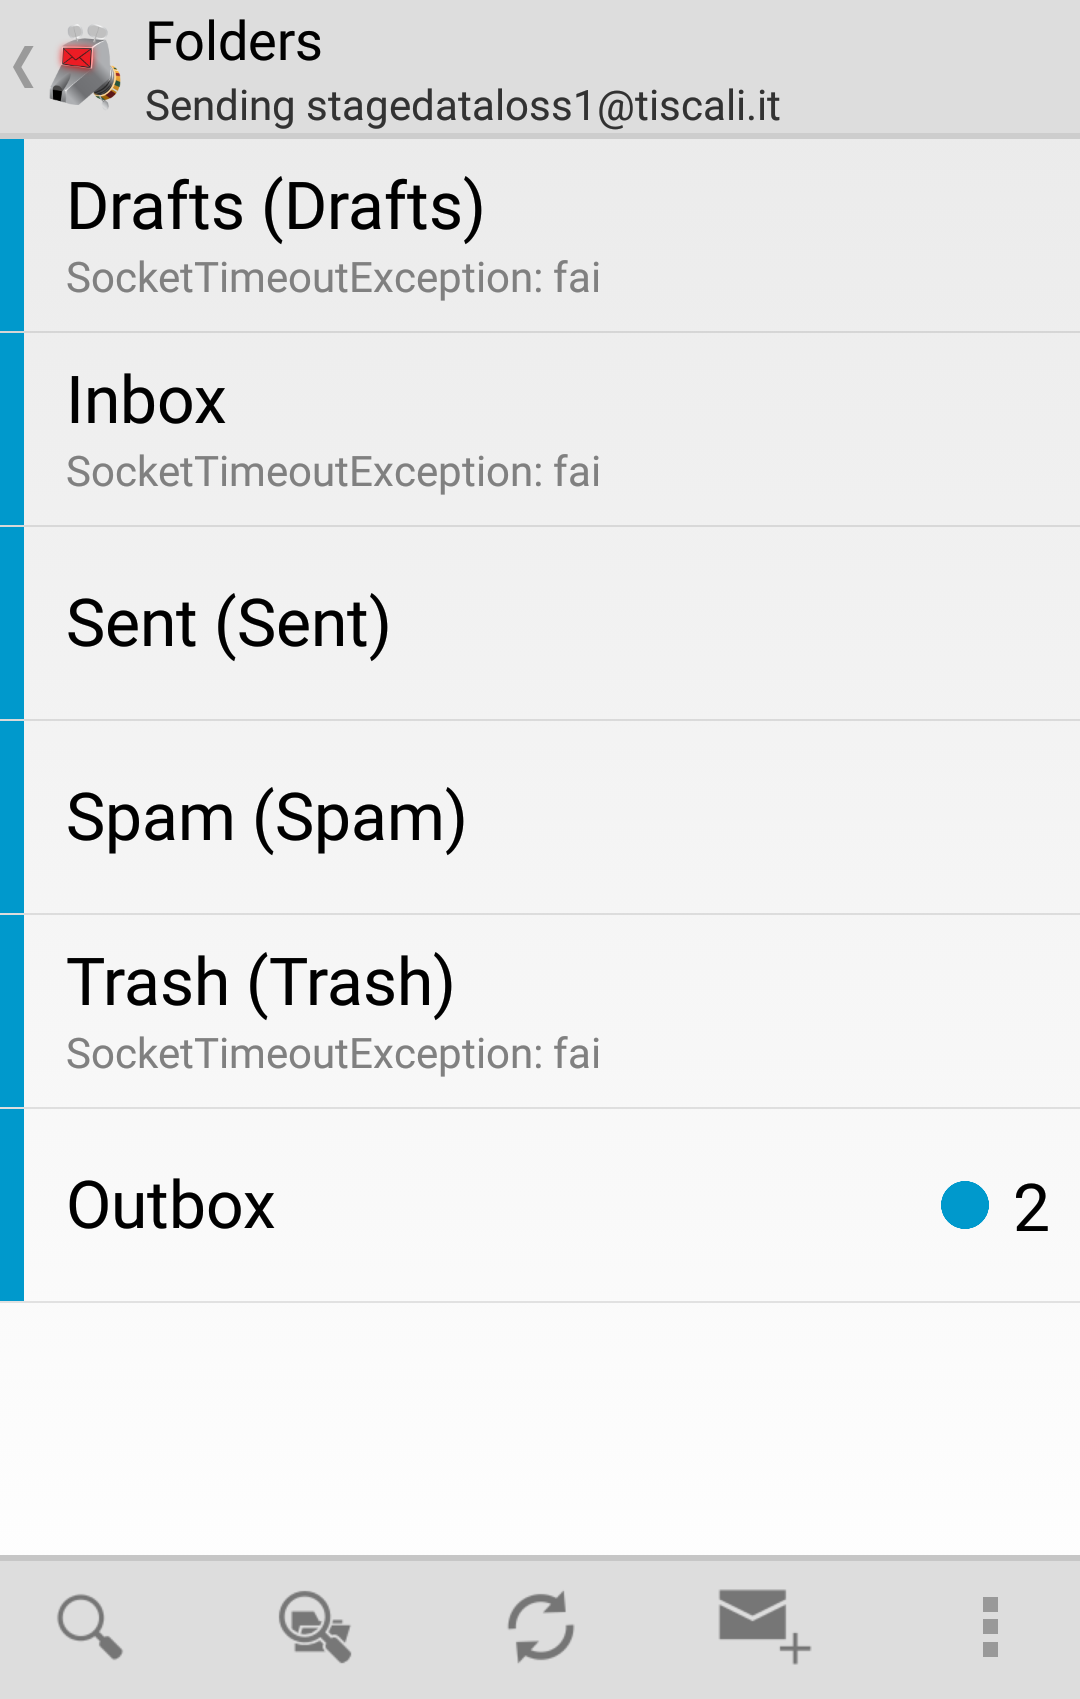 Folders
Sending stagedataloss1@tiscali.it
Drafts (Drafts)
SocketTimeoutException: fai
Inbox
SocketTimeoutException: fai
Sent (Sent)
Spam (Spam)
Trash (Trash)
SocketTimeoutException: fai
Outbox 2